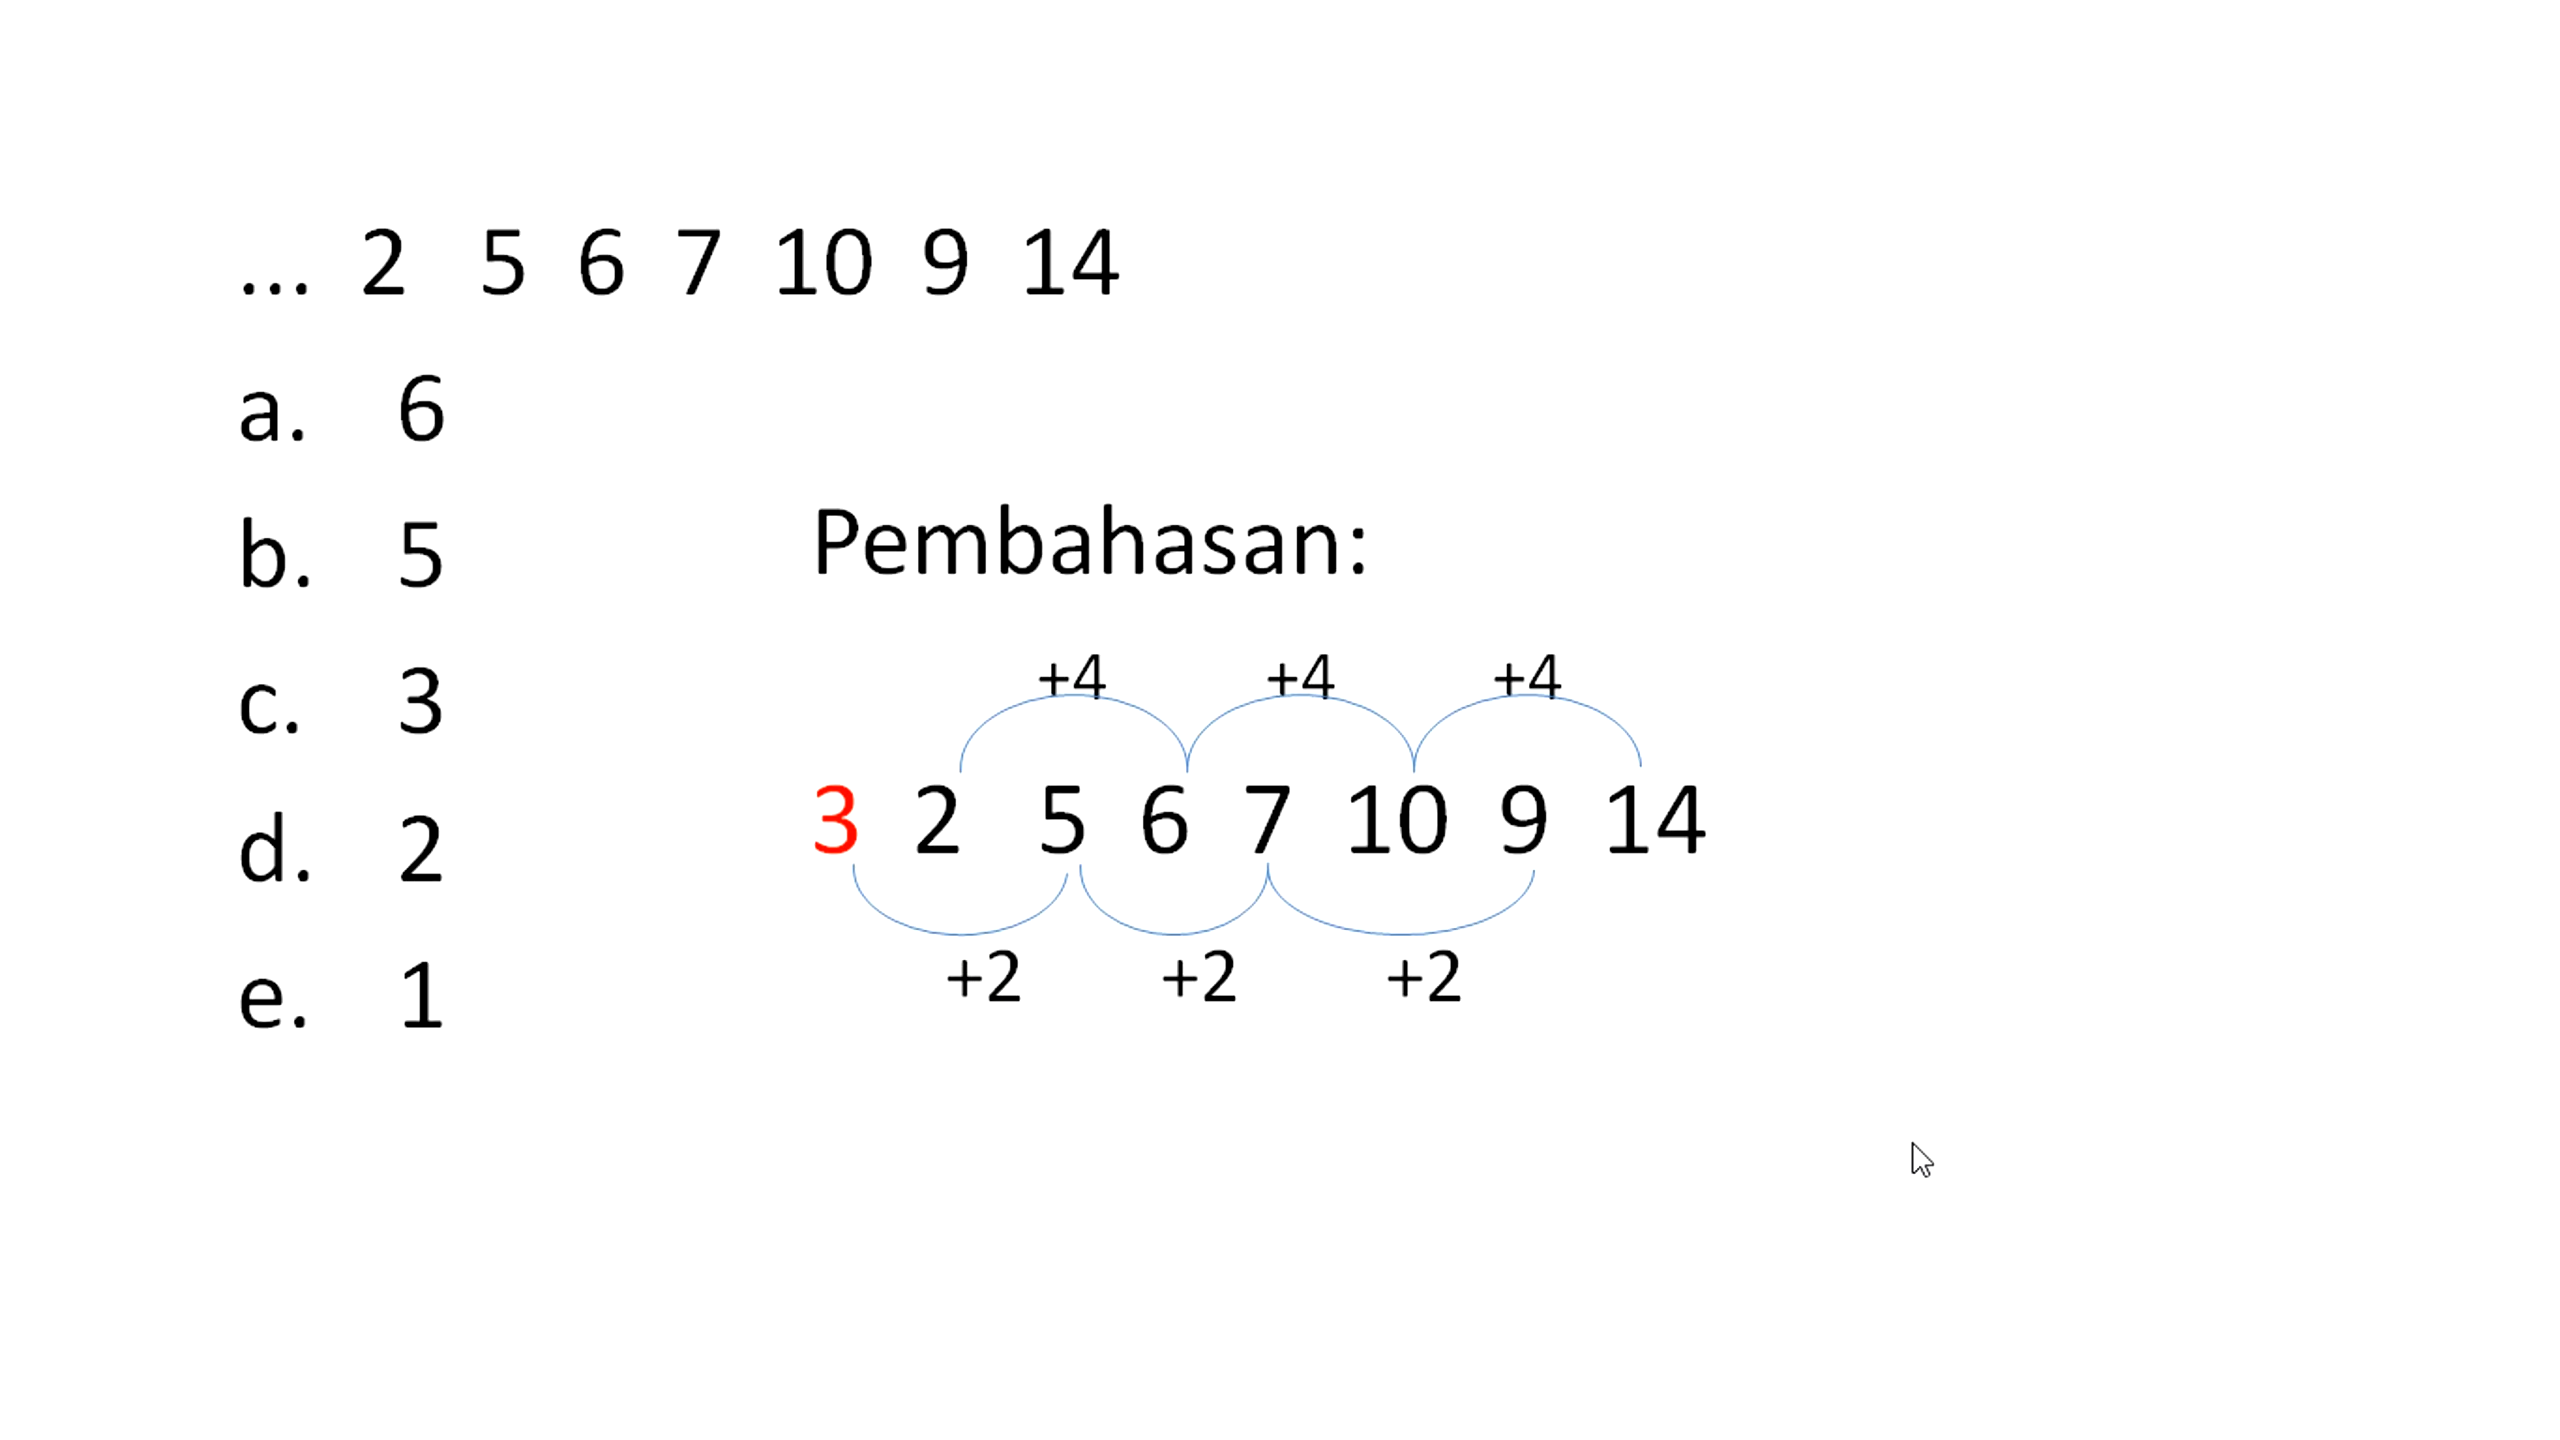 ... 2 5 6 7 10 9 14
a. 6
b. 5
c. 3
d. 2
e. 1
Pembahasan:
+4 +4 +4
3 2 5 6 7 10 9 14
+2 +2 +2